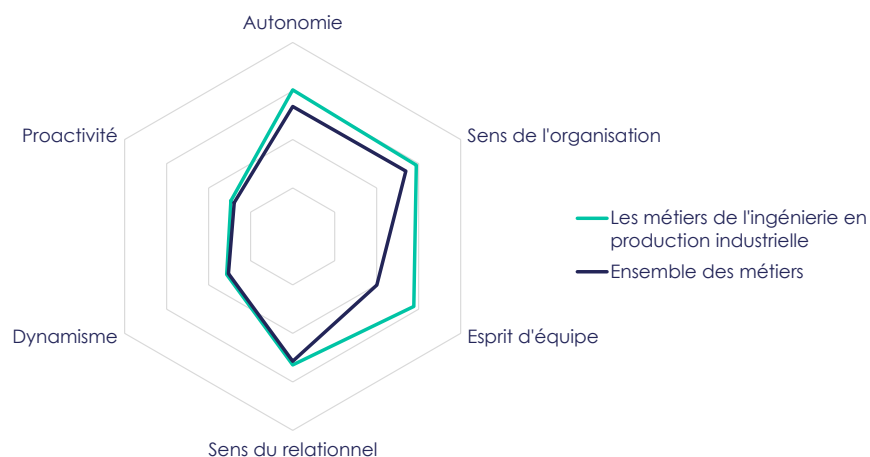 Autonomie
Proactivité
Sens de l'organisation
Les métiers de l'ingénierie en
production industrielle
Ensemble des métiers
Dynamisme
Esprit d'équipe
Sens du relationnel